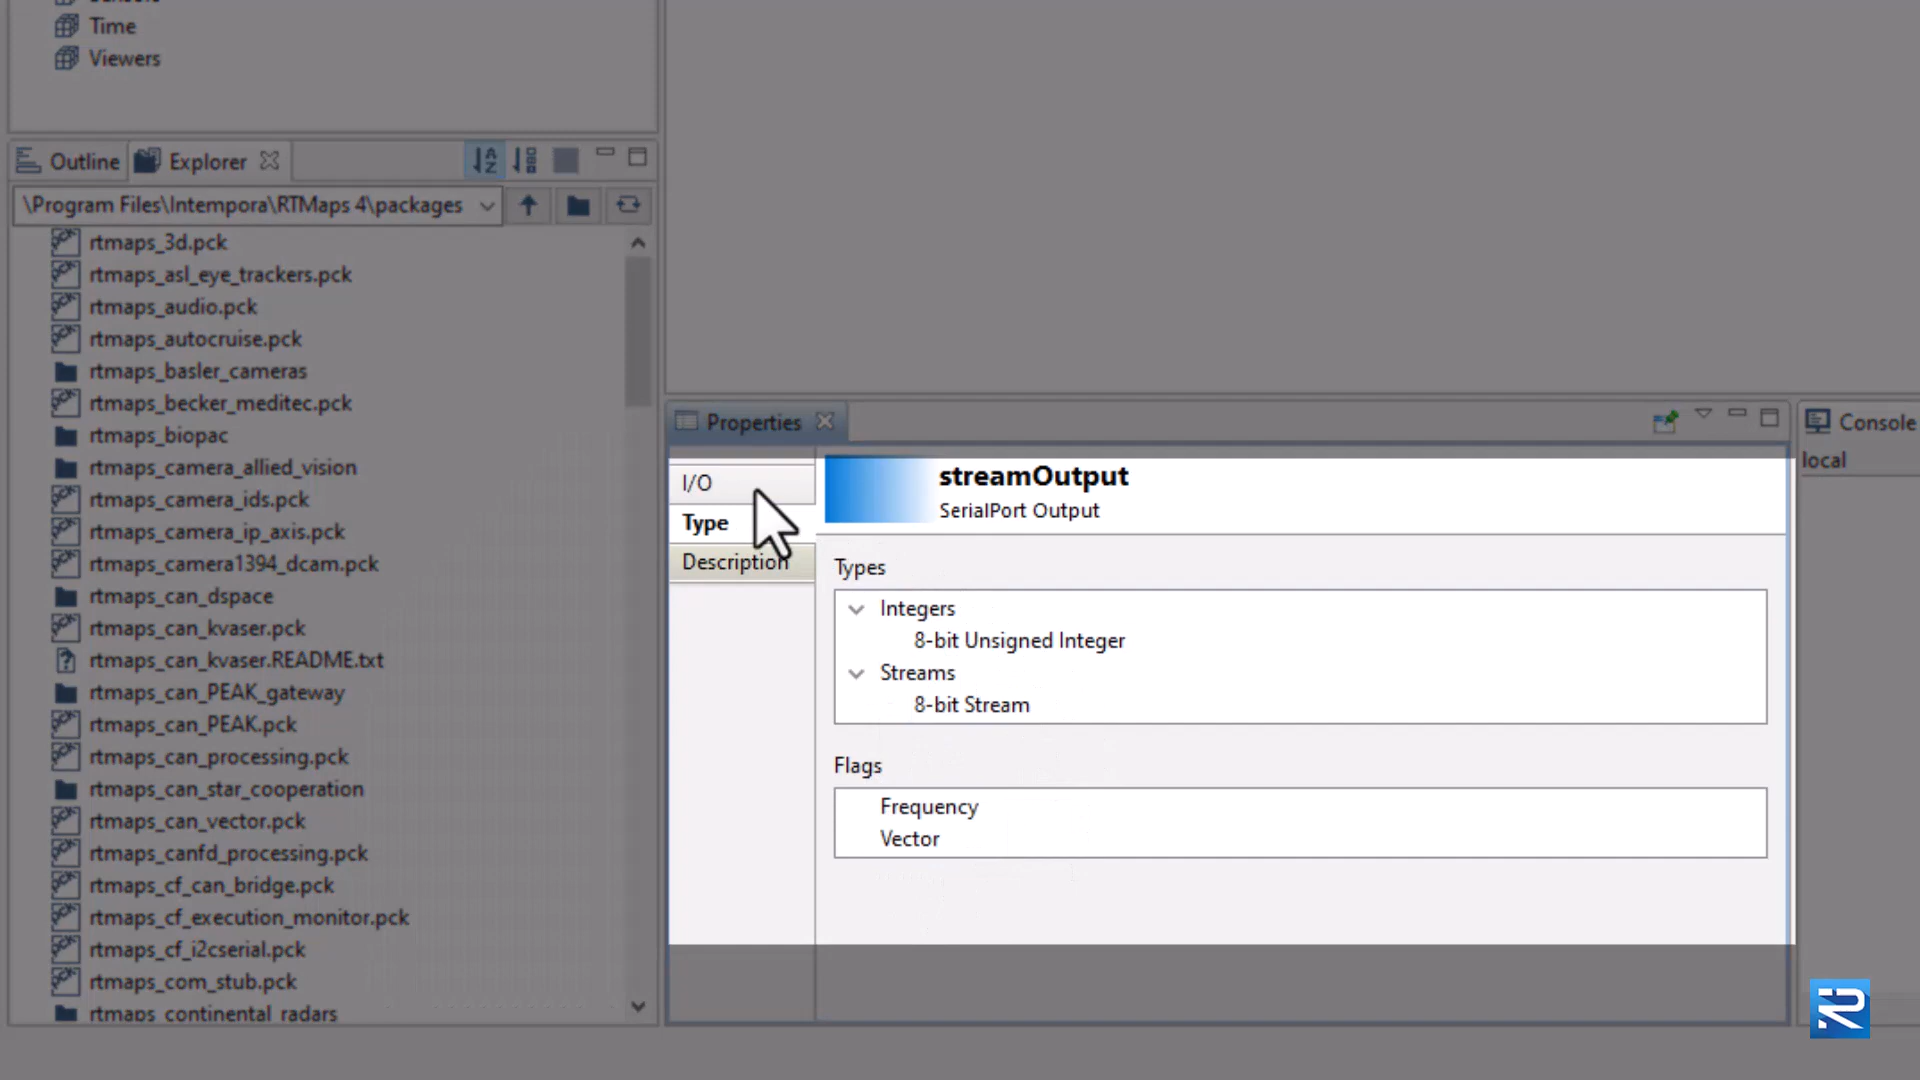 Time
Viewers
Outline
Explorer
\Program Files\Intempora\RTMaps 4\packages
rtmaps_3d.pck
rtmaps_asl_eye_trackers.pck
rtmaps_audio.pck
rtmaps_autocruise.pck
rtmaps_basler_cameras
rtmaps_becker_meditec.pck
rtmaps_biopac
rtmaps_camera_allied_vision
rtmaps_camera_ids.pck
rtmaps_camera_ip_axis.pck
rtmaps_camera1394_dcam.pck
rtmaps_can_dspace
rtmaps_can_kvaser.pck
rtmaps_can_kvaser.README.txt
rtmaps_can_PEAK_gateway
rtmaps_can_PEAK.pck
rtmaps_can_processing.pck
rtmaps_can_star_cooperation
rtmaps_can_vector.pck
rtmaps_canfd_processing.pck
rtmaps_cf_can_bridge.pck
rtmaps_cf_execution_monitor.pck
rtmaps_cf_i2cserial.pck
rtmaps_com_stub.pck
rtmaps_continental_radars
Properties
I/O
Type
Description
streamOutput
SerialPort Output
Types
Integers
8-bit Unsigned Integer
Streams
8-bit Stream
Flags
Frequency
Vector
Console
local